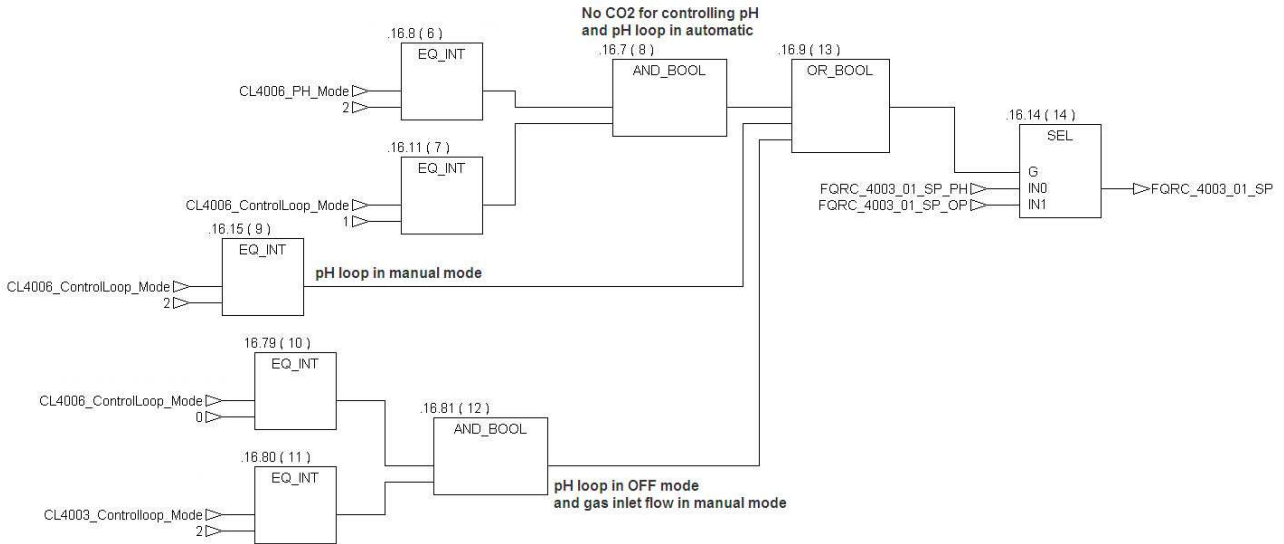 No CO2 for controlling pH
and pH loop in automatic
.16.8 ( 6 )
EQ_INT
CL4006_PH_Mode
2
.16.7 ( 8 )
AND_BOOL
.16.9 ( 13 )
OR_BOOL
.16.14 ( 14 )
SEL
G
FQRC_4003_01_SP_PH
IN0
FQRC_4003_01_SP_OP
IN1
FQRC_4003_01_SP
.16.11 ( 7 )
EQ_INT
CL4006_ControlLoop_Mode
1
.16.15 ( 9 )
EQ_INT
CL4006_ControlLoop_Mode
2
pH loop in manual mode
16.79 ( 10 )
EQ_INT
CL4006_ControlLoop_Mode
0
.16.81 ( 12 )
AND_BOOL
.16.80 ( 11 )
EQ_INT
CL4003_Controlloop_Mode
2
pH loop in OFF mode
and gas inlet flow in manual mode